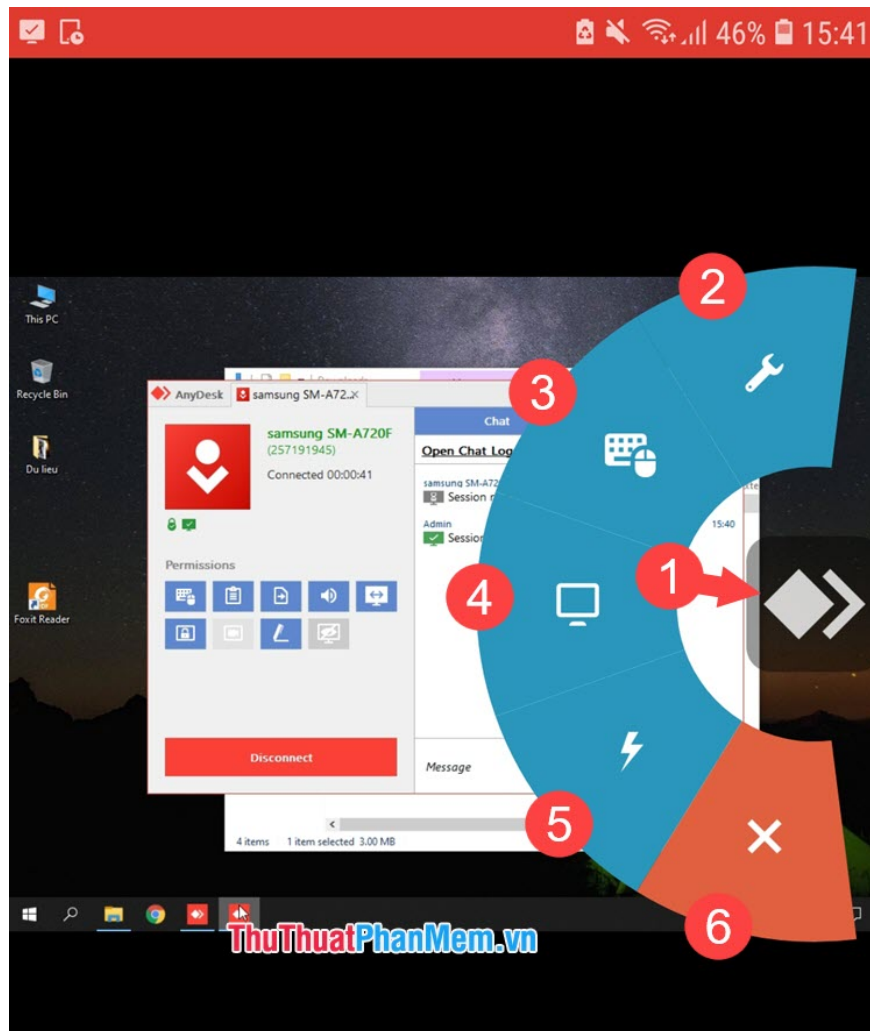 46% 15:41
2
This PC
3
Recycle Bin
AnyDesk
samsung SM-A72..×
samsung SM-A720F
(257191945)
Connected 00:00:41
Chat
Open Chat Log
Du lieu
samsung SM-A72
Session
Admin
15:40
Session
Permissions
1
4
Foxit Reader
Disconnect
Message
5
4 items 1 item selected 3.00 MB
6
ThuThuatPhanMem.vn